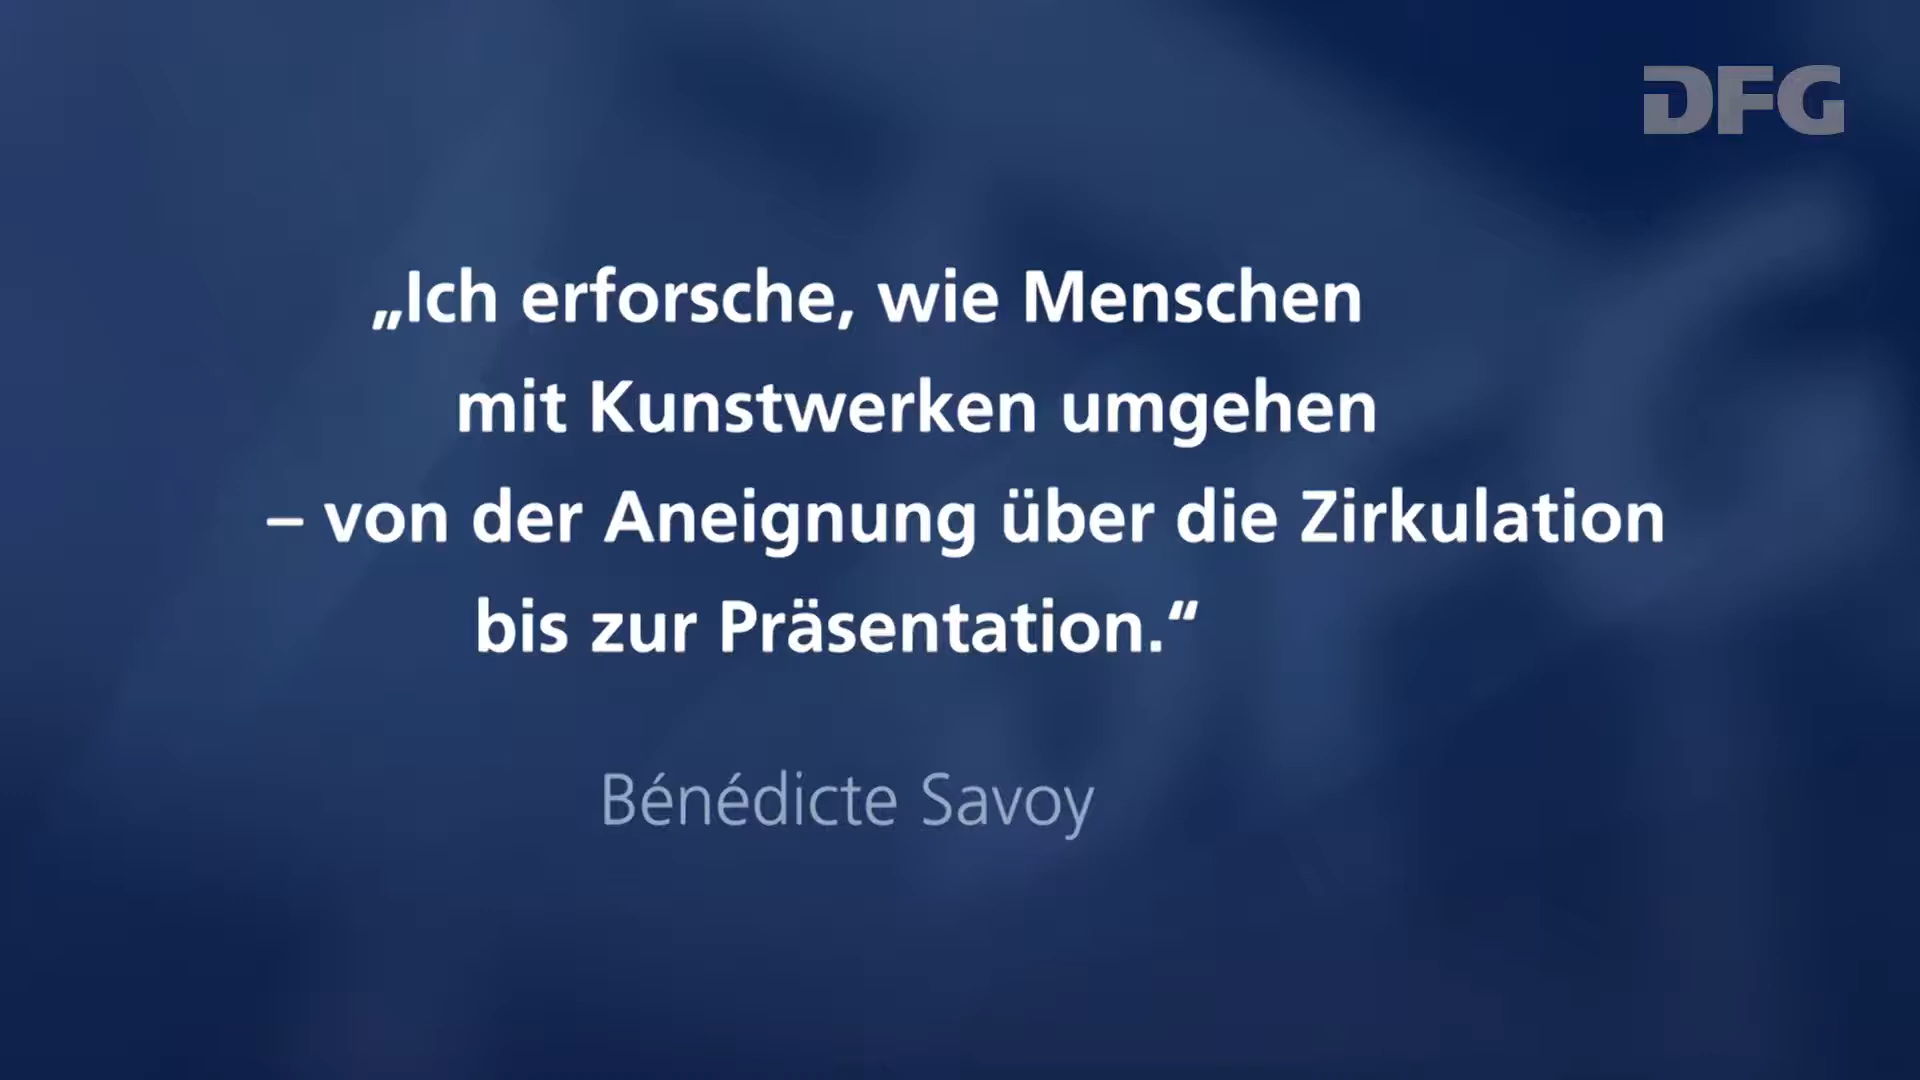 DFG
„Ich erforsche, wie Menschen
mit Kunstwerken umgehen
– von der Aneignung über die Zirkulation
bis zur Präsentation.“
Bénédicte Savoy